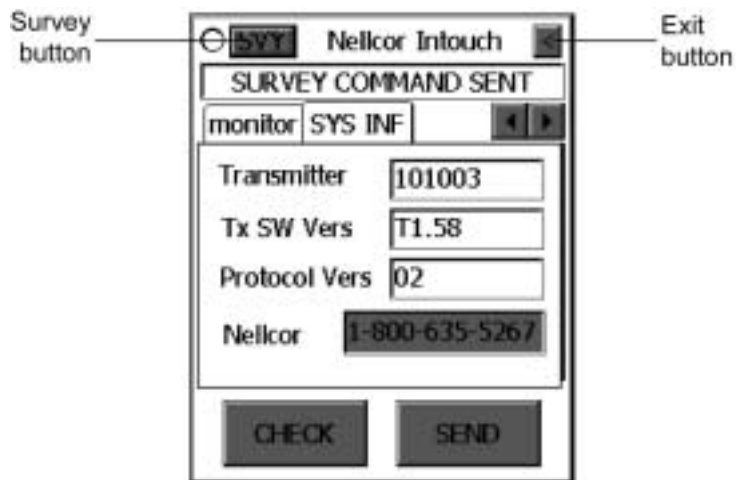 Survey button
SVY Nellcor Intouch <
Exit button
SURVEY COMMAND SENT
monitor SYS INF
Transmitter 101003
Tx SW Vers T1.58
Protocol Vers 02
Nellcor 1-800-635-5267
CHECK SEND